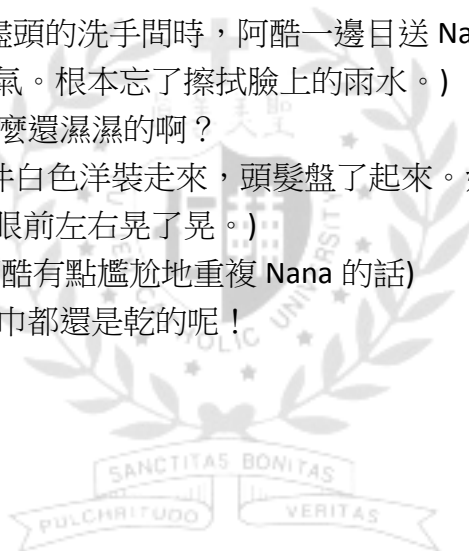 盡頭的洗手間時，阿酷一邊目送 Na
氣。根本忘了擦拭臉上的雨水。)
麼還濕濕的啊？
件白色洋裝走來，頭髮盤了起來。
眼前左右晃了晃。)
酷有點尷尬地重複 Nana 的話)
巾都還是乾的呢！
SANCTITAS BONITAS
PULCHRITUDO VERITAS